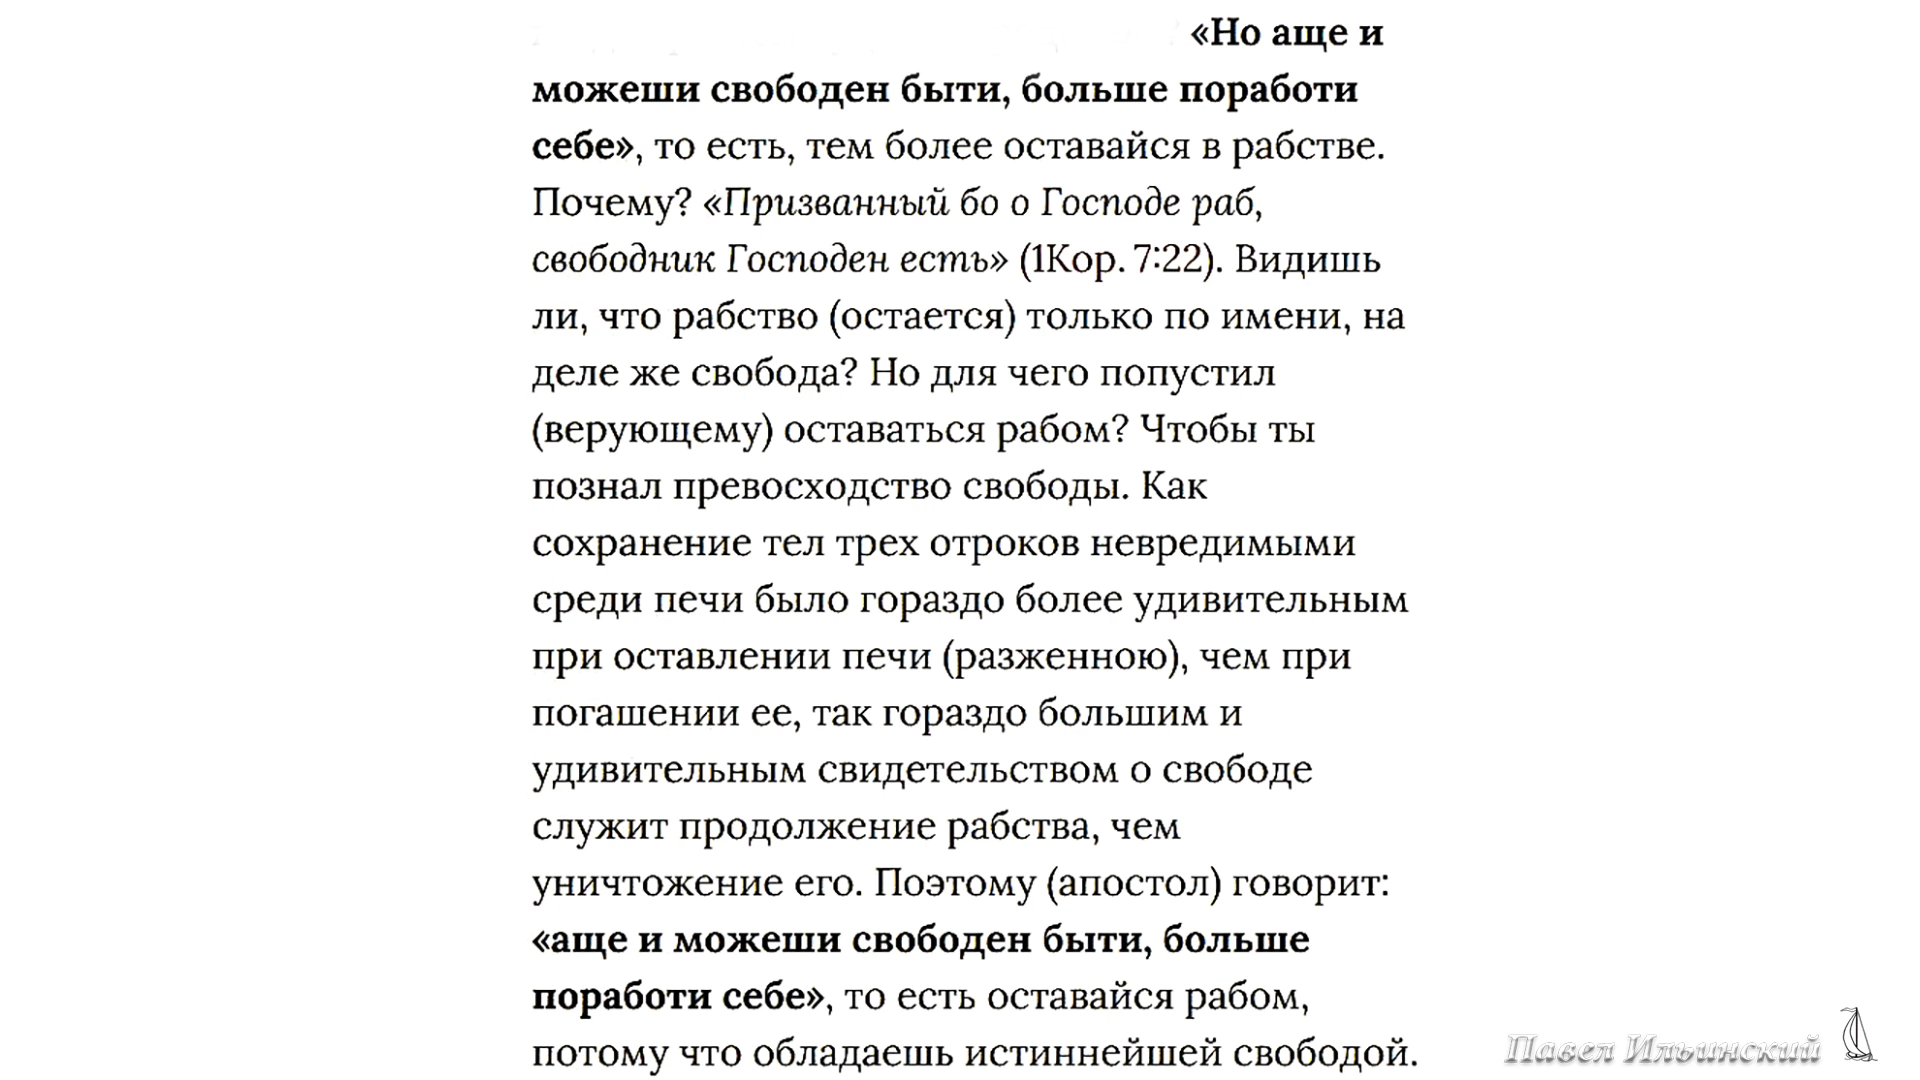 «Но аще и
можеши свободен быти, больше поработи
себе», то есть, тем более оставайся в рабстве.
Почему? «Призванный бо о Господе раб,
свободник Господен есть» (1Кор. 7:22). Видишь
ли, что рабство (остается) только по имени, на
деле же свобода? Но для чего попустил
(верующему) оставаться рабом? Чтобы ты
познал превосходство свободы. Как
сохранение тел трех отроков невредимыми
среди печи было гораздо более удивительным
при оставлении печи (разженною), чем при
погашении ее, так гораздо большим и
удивительным свидетельством о свободе
служит продолжение рабства, чем
уничтожение его. Поэтому (апостол) говорит:
«аще и можеши свободен быти, больше
поработи себе», то есть оставайся рабом,
потому что обладаешь истиннейшей свободой.
Павел Ильинский